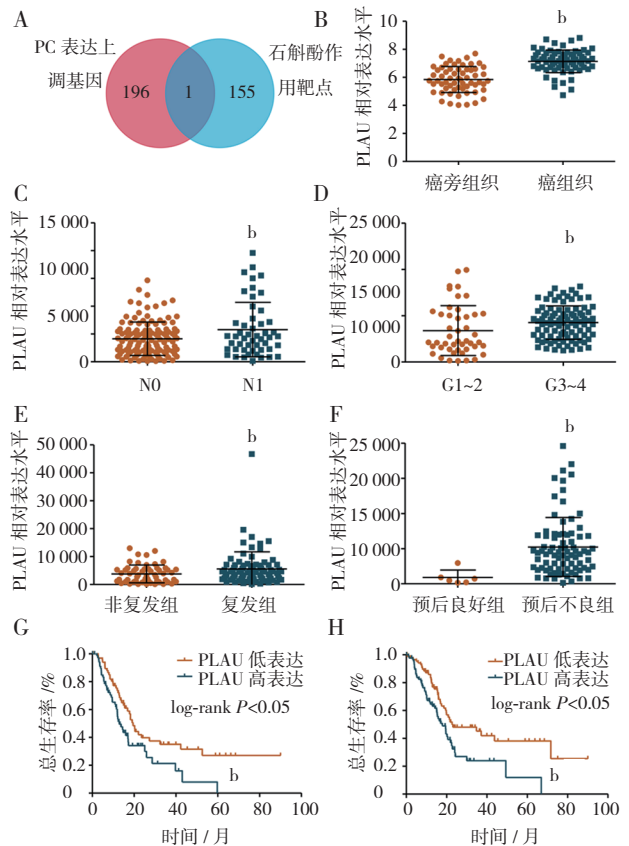 A
PC 表达上
调基因
196
1
155
石斛酚作
用靶点
B
PLAU 相对表达水平
10
8
6
4
2
0
b
癌旁组织
癌组织
C
PLAU 相对表达水平
15 000
10 000
5 000
0
b
N0
N1
D
PLAU 相对表达水平
25 000
20 000
15 000
10 000
0
b
G1~2
G3~4
E
PLAU 相对表达水平
50 000
40 000
30 000
20 000
10 000
0
b
非复发组
复发组
F
PLAU 相对表达水平
25 000
20 000
15 000
10 000
0
b
预后良好组
预后不良组
G
总生存率 /%
1.0
0.8
0.6
0.4
0.2
0
PLAU 低表达
PLAU 高表达
log-rank P<0.05
b
0 20 40 60 80 100
时间 / 月
H
总生存率 /%
1.0
0.8
0.6
0.4
0.2
0
PLAU 低表达
PLAU 高表达
log-rank P<0.05
b
0 20 40 60 80 100
时间 / 月